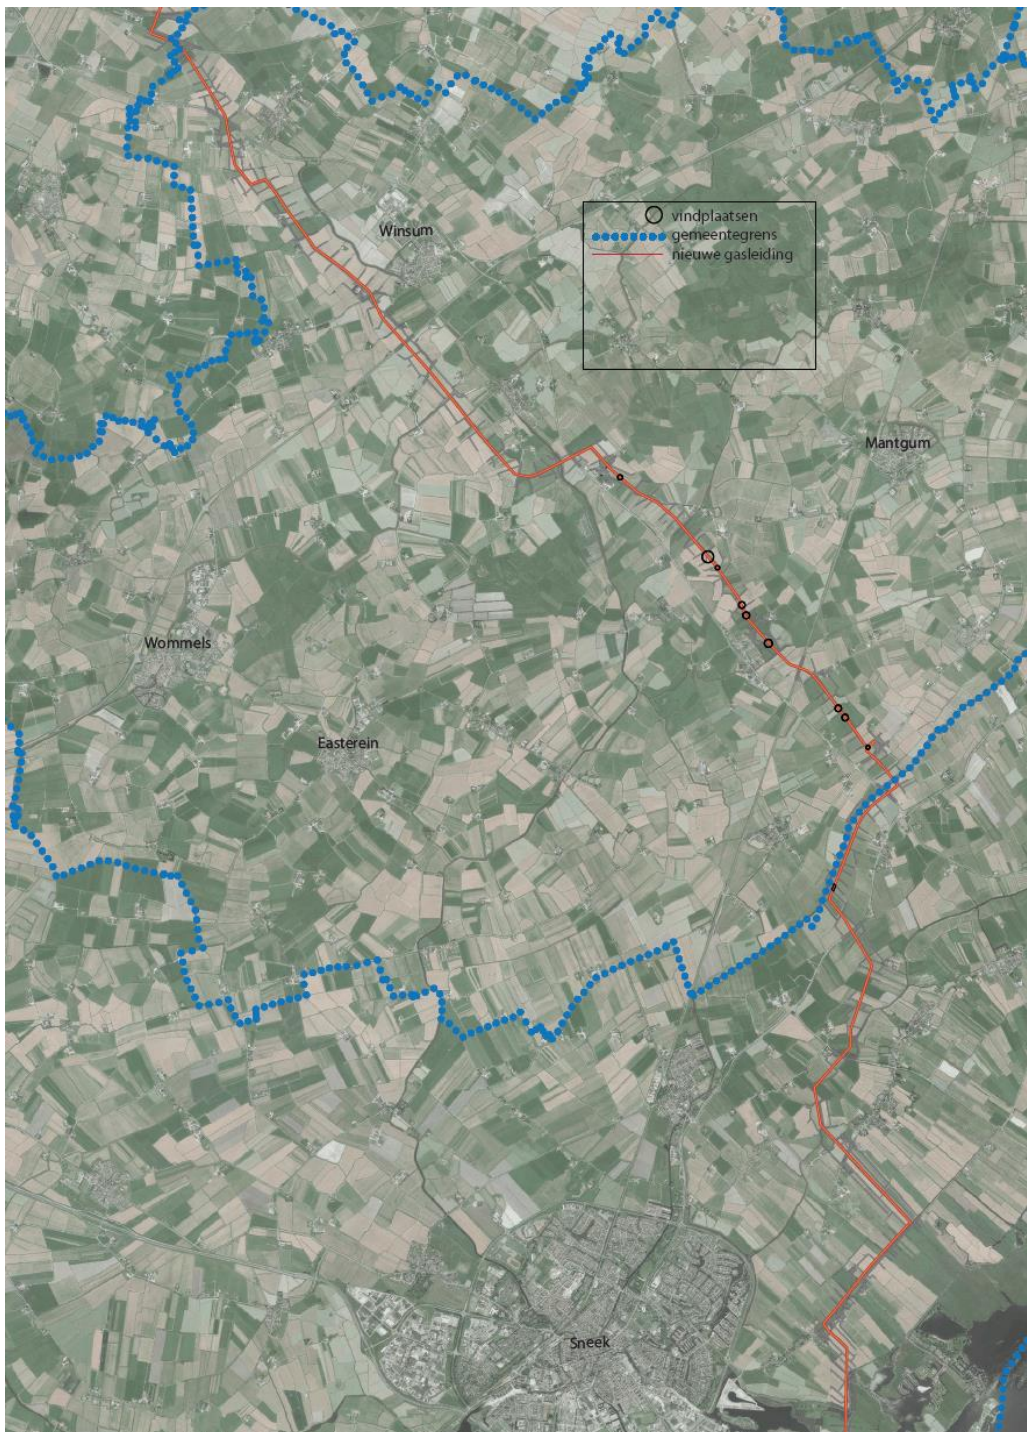 vindplaatsen
Winsum
gemeentegrens
nieuwe gasleiding
Mantgum
Wommels
Easterein
Sneek